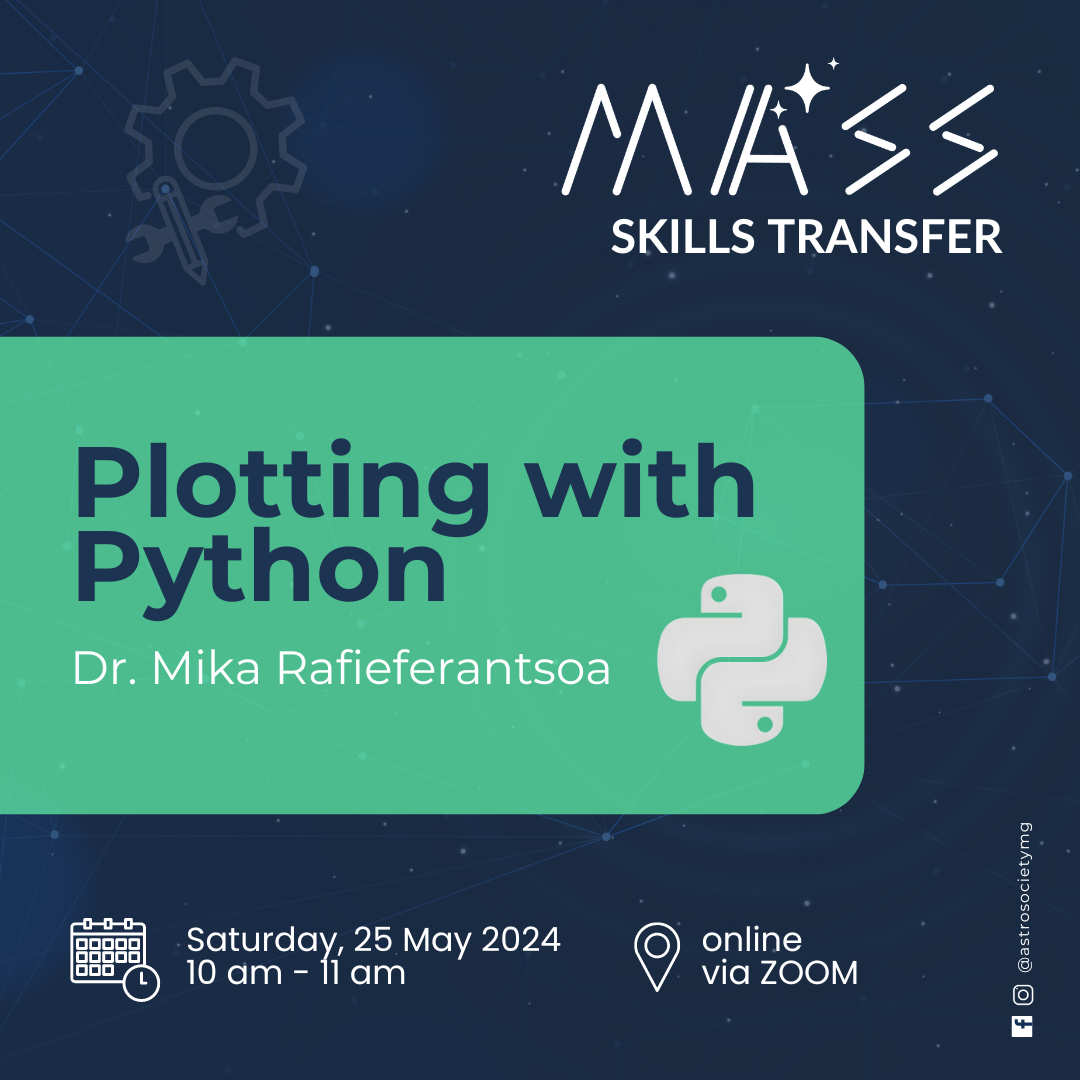 MASS
SKILLS TRANSFER
Plotting with
Python
Dr. Mika Rafieferantsoa
Saturday, 25 May 2024
10 am - 11 am
online
via ZOOM
@astrosocietymg